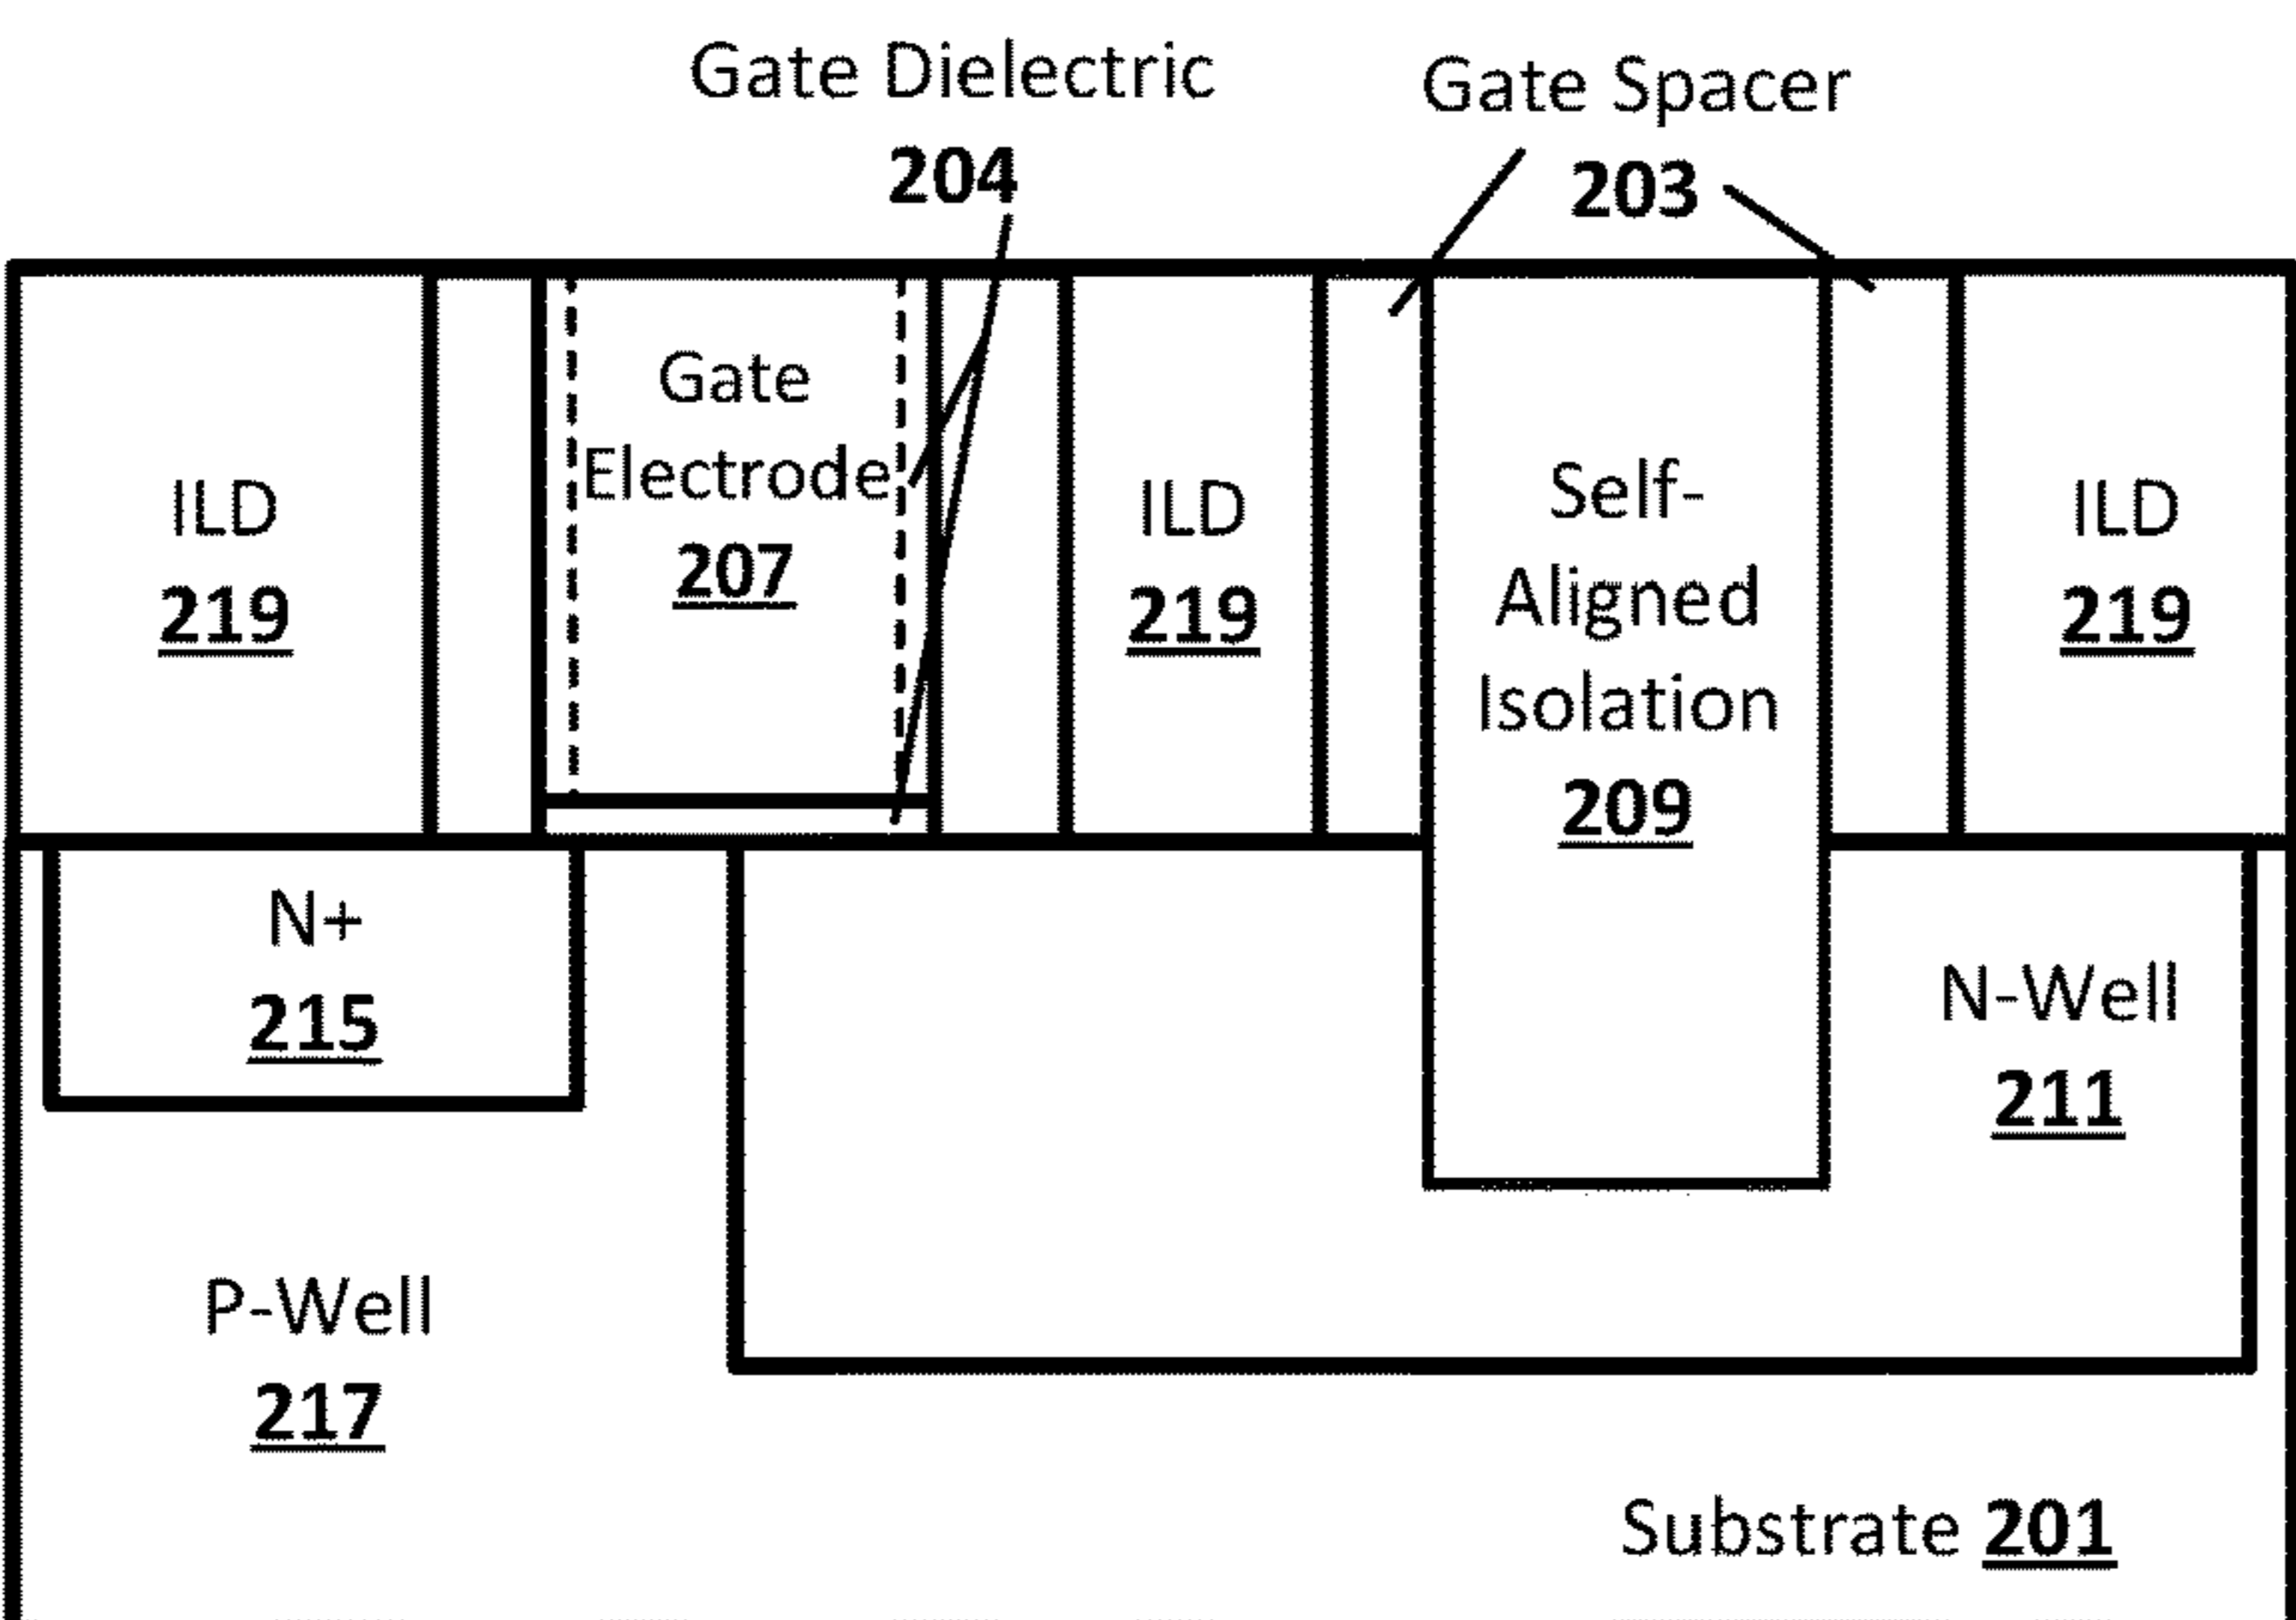 Gate Dielectric
204
Gate Spacer
203
ILD
219
Gate
Electrode
207
ILD
219
Self-
Aligned
Isolation
209
ILD
219
N+
215
N-Well
211
P-Well
217
Substrate 201